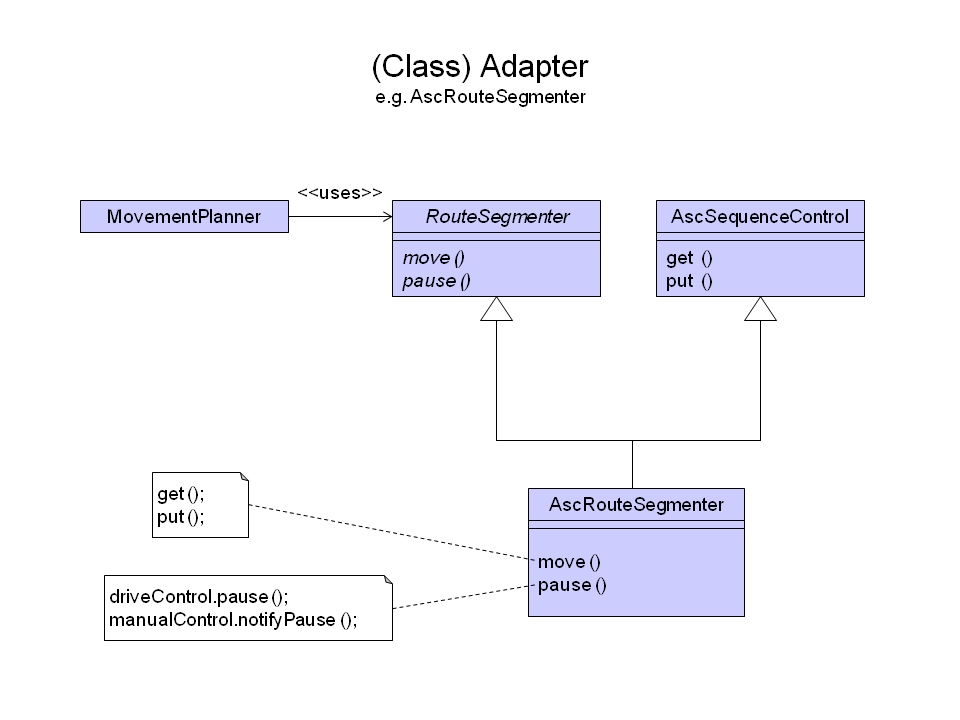 (Class) Adapter
e.g. AscRouteSegmenter
<<uses>>
MovementPlanner
RouteSegmenter
move ()
pause ()
AscSequenceControl
get ()
put ()
get ();
put ();
AscRouteSegmenter
move ()
pause ()
driveControl.pause ();
manualControl.notifyPause ();